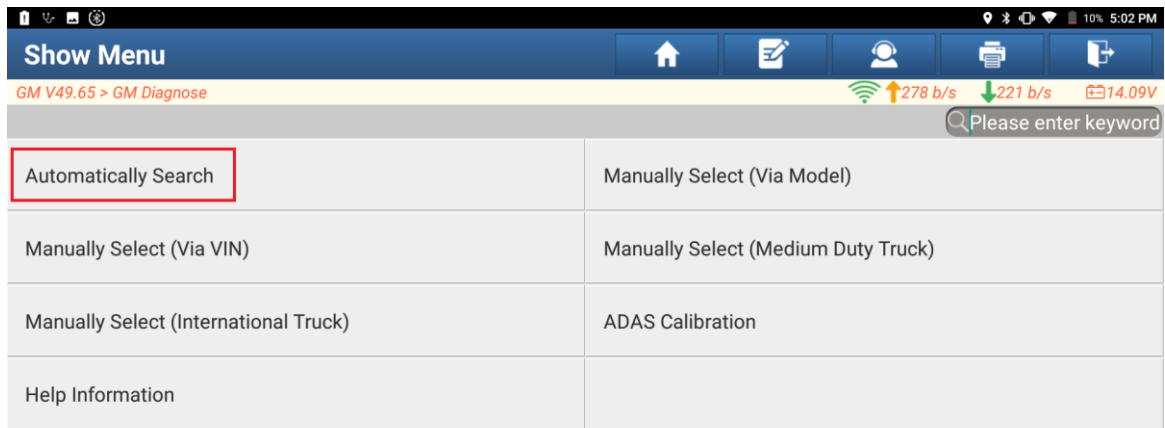 10% 5:02 PM
Show Menu
GM V49.65 > GM Diagnose 278 b/s 221 b/s 14.09V
Please enter keyword
Automatically Search Manually Select (Via Model)
Manually Select (Via VIN) Manually Select (Medium Duty Truck)
Manually Select (International Truck) ADAS Calibration
Help Information